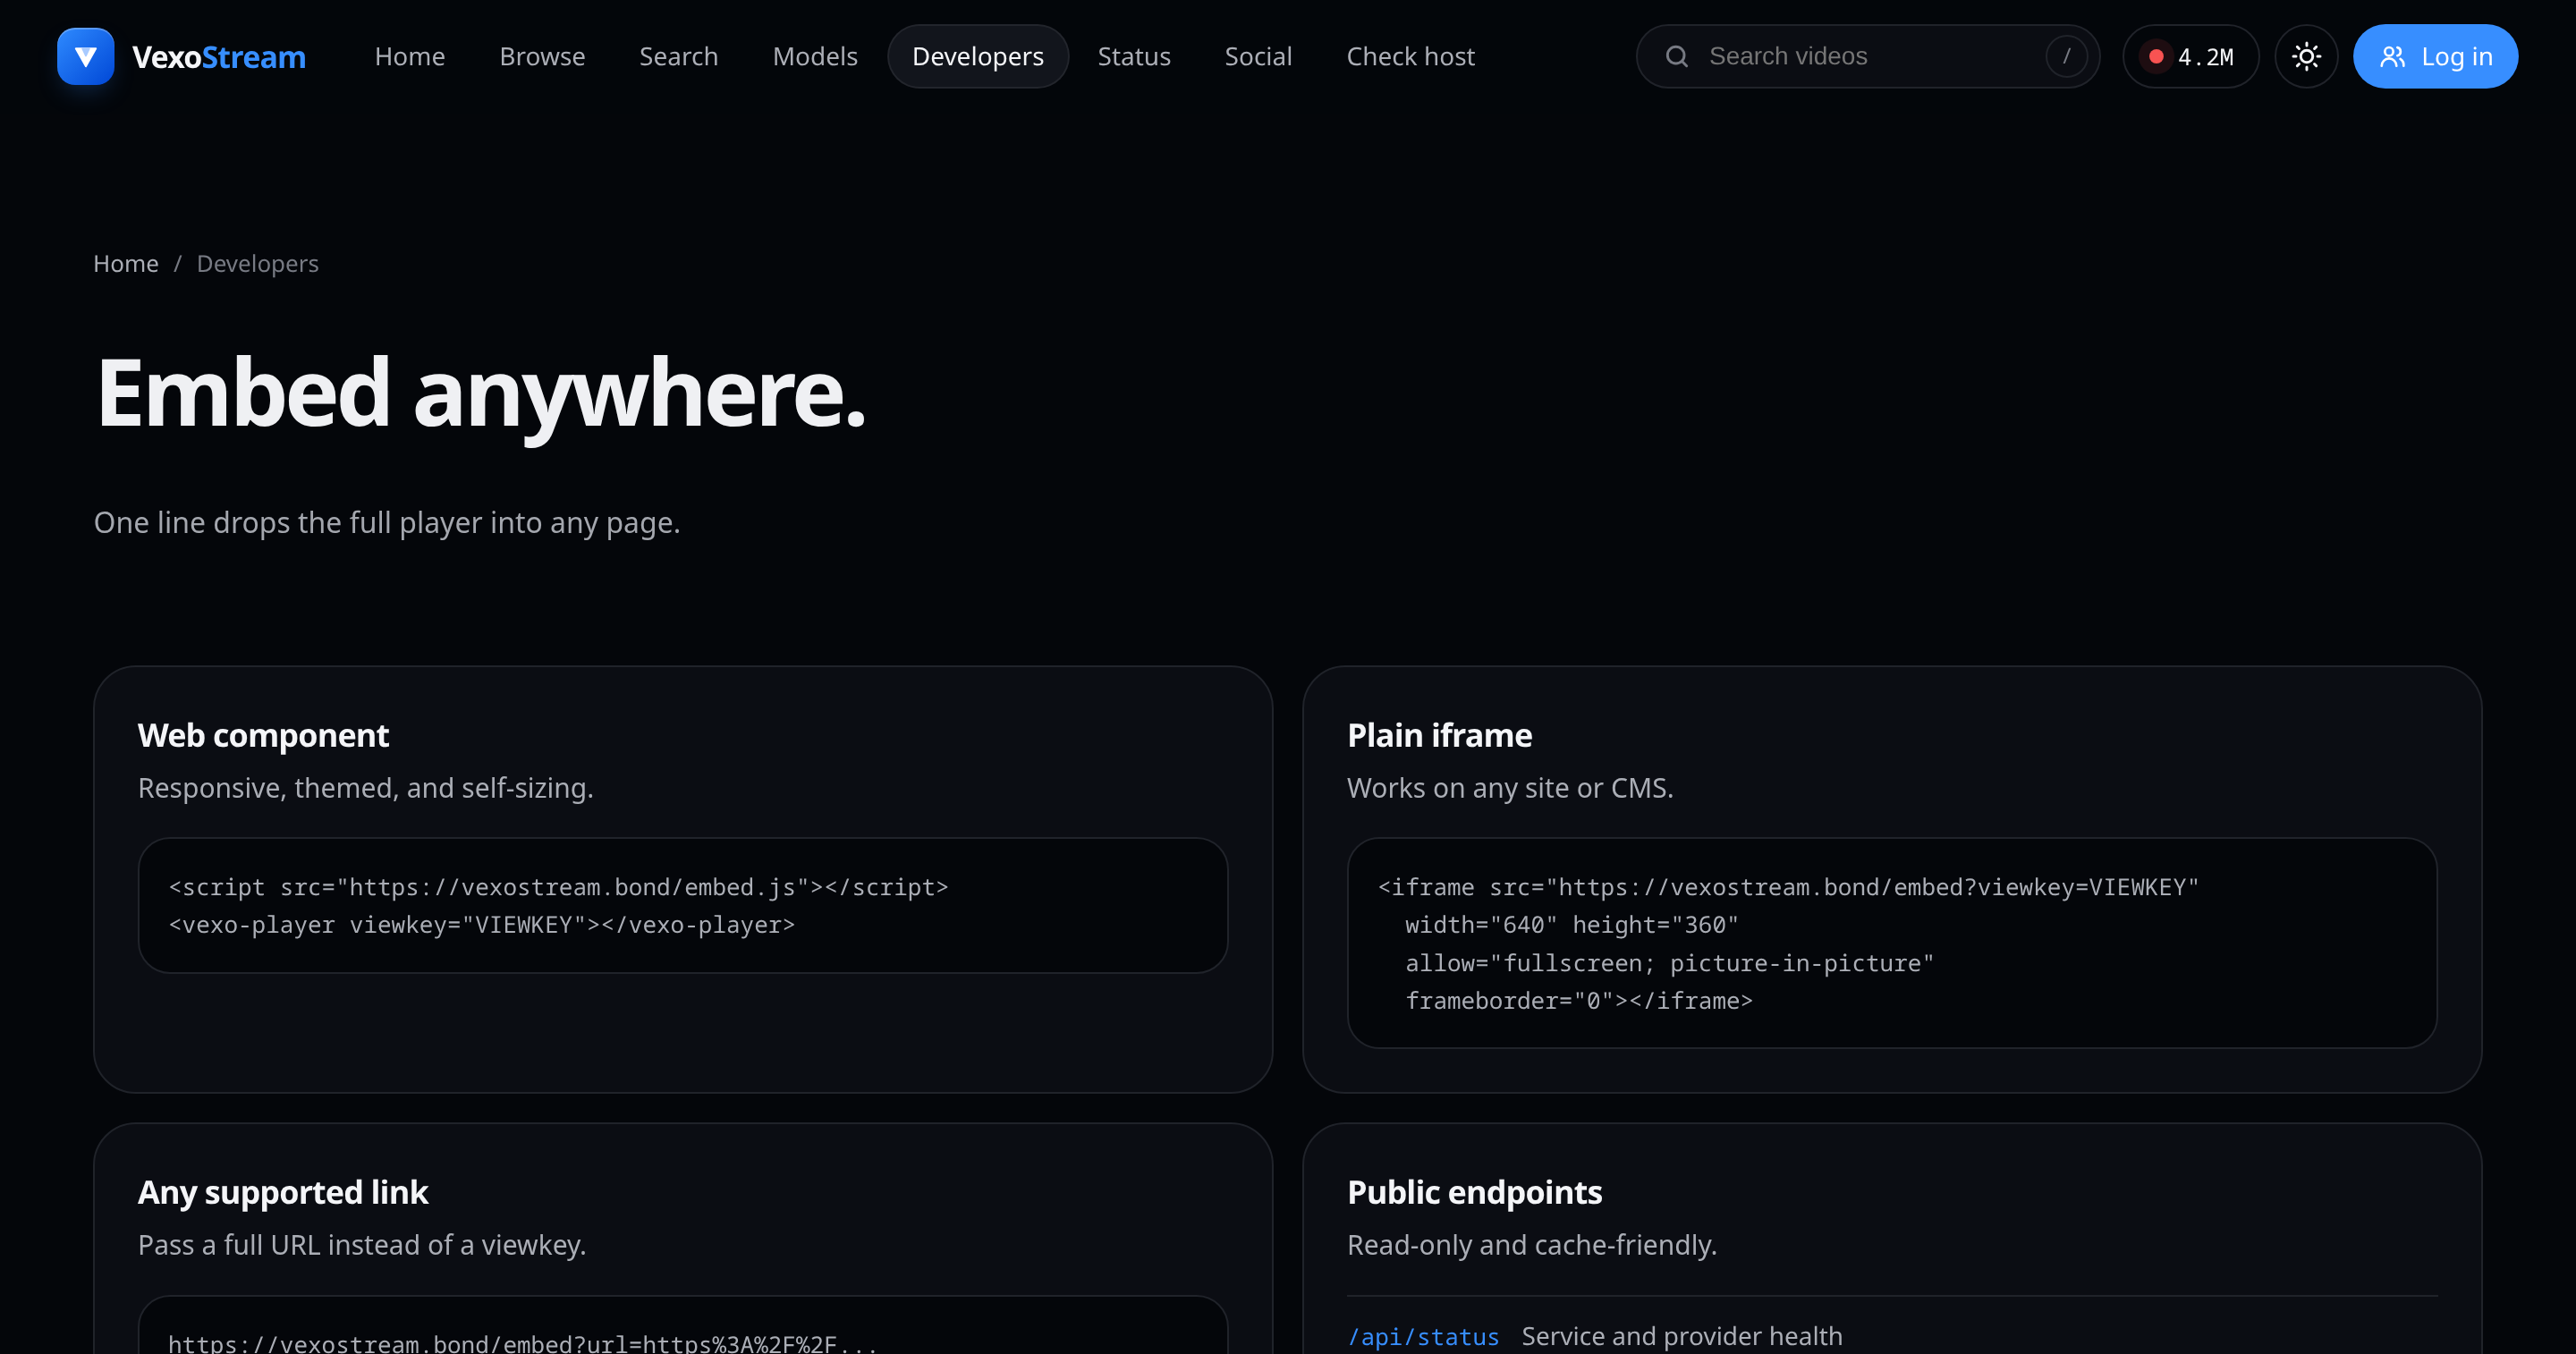 VexoStream
Home
Browse
Search
Models
Developers
Status
Social
Check host
Search videos
/
4.2M
Log in
Home / Developers
Embed anywhere.
One line drops the full player into any page.
Web component
Responsive, themed, and self-sizing.
<script src="https://vexostream.bond/embed.js"></script>
<vexo-player viewkey="VIEWKEY"></vexo-player>
Plain iframe
Works on any site or CMS.
<iframe src="https://vexostream.bond/embed?viewkey=VIEWKEY"
width="640" height="360"
allow="fullscreen; picture-in-picture"
frameborder="0"></iframe>
Any supported link
Pass a full URL instead of a viewkey.
https://vexostream.bond/embed?url=https%3A%2F%2F...
Public endpoints
Read-only and cache-friendly.
/api/status Service and provider health